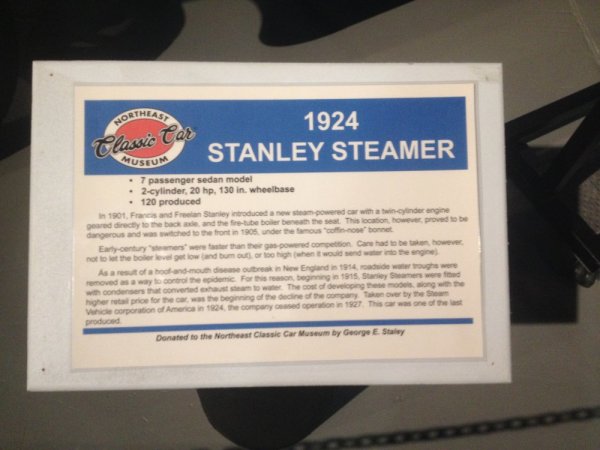 NORTHEAST
Classic Car
MUSEUM
1924
STANLEY STEAMER
• 7 passenger sedan model
• 2-cylinder, 20 hp, 130 in. wheelbase
• 120 produced
In 1901, Francis and Freelan Stanley introduced a new steam-powered car with a twin-cylinder engine
geared directly to the back axle, and the fire-tube boiler beneath the seat. This location, however, proved to be
dangerous and was switched to the front in 1905, under the famous "coffin-nose" bonnet.
Early-century "steamers" were faster than their gas-powered competition. Care had to be taken, however,
not to let the boiler level get low (and burn out), or too high (when it would send water into the engine).
As a result of a hoof-and-mouth disease outbreak in New England in 1914, roadside water troughs were
removed as a way to control the epidemic. For this reason, beginning in 1915, Stanley Steamers were fitted
with condensers that converted exhaust steam to water. The cost of developing these models, along with the
higher retail price for the car, was the beginning of the decline of the company. Taken over by the Steam
Vehicle corporation of America in 1924, the company ceased operation in 1927. This car was one of the last
produced.
Donated to the Northeast Classic Car Museum by George E. Staley